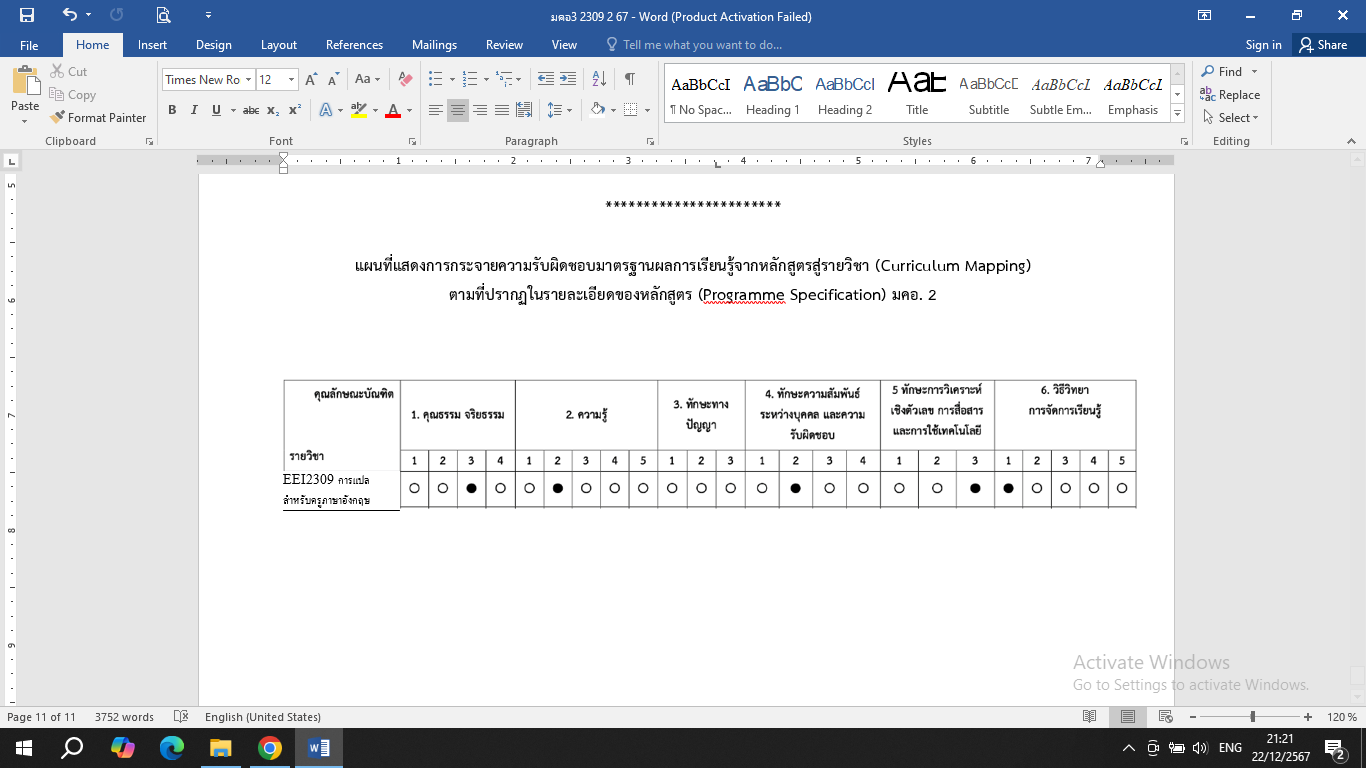 มคอ3 2309 2 67 - Word (Product Activation Failed)
File Home Insert Design Layout References Mailings Review View Tell me what you want to do... Sign in Share
Paste
Cut
Copy
Format Painter
Clipboard
Times New Ro 12
Aa
B I U abc x₂ x² A ab A
Font
Paragraph
AaBbCcI AaBbC AaBbCcI AaB AaBbCcD AaBbCcL AaBbCcL
¶ No Spac... Heading 1 Heading 2 Title Subtitle Subtle Em... Emphasis
Styles
Find
Replace
Select
Editing
1 2 3 4 5 6 7
5
6
7
8
9
***********************
แผนที่แสดงการกระจายความรับผิดชอบมาตรฐานผลการเรียนรู้จากหลักสูตรสู่รายวิชา (Curriculum Mapping)
ตามที่ปรากฏในรายละเอียดของหลักสูตร (Programme Specification) มคอ. 2
คุณลักษณะบัณฑิต
รายวิชา
1. คุณธรรม จริยธรรม
2. ความรู้
3. ทักษะทาง
ปัญญา
4. ทักษะความสัมพันธ์
ระหว่างบุคคล และความ
รับผิดชอบ
5 ทักษะการวิเคราะห์
เชิงตัวเลข การสื่อสาร
และการใช้เทคโนโลยี
6. วิธีวิทยา
การจัดการเรียนรู้
1 2 3 4 1 2 3 4 5 1 2 3 1 2 3 4 1 2 3 1 2 3 4 5
EEI2309 การแปล
สำหรับครูภาษาอังกฤษ
○ ○ ● ○ ○ ● ○ ○ ○ ○ ○ ○ ○ ● ○ ○ ○ ○ ● ● ○ ○ ○ ○
Activate Windows
Go to Settings to activate Windows.
Page 11 of 11 3752 words English (United States) 120 %
ENG
21:21
22/12/2567
2